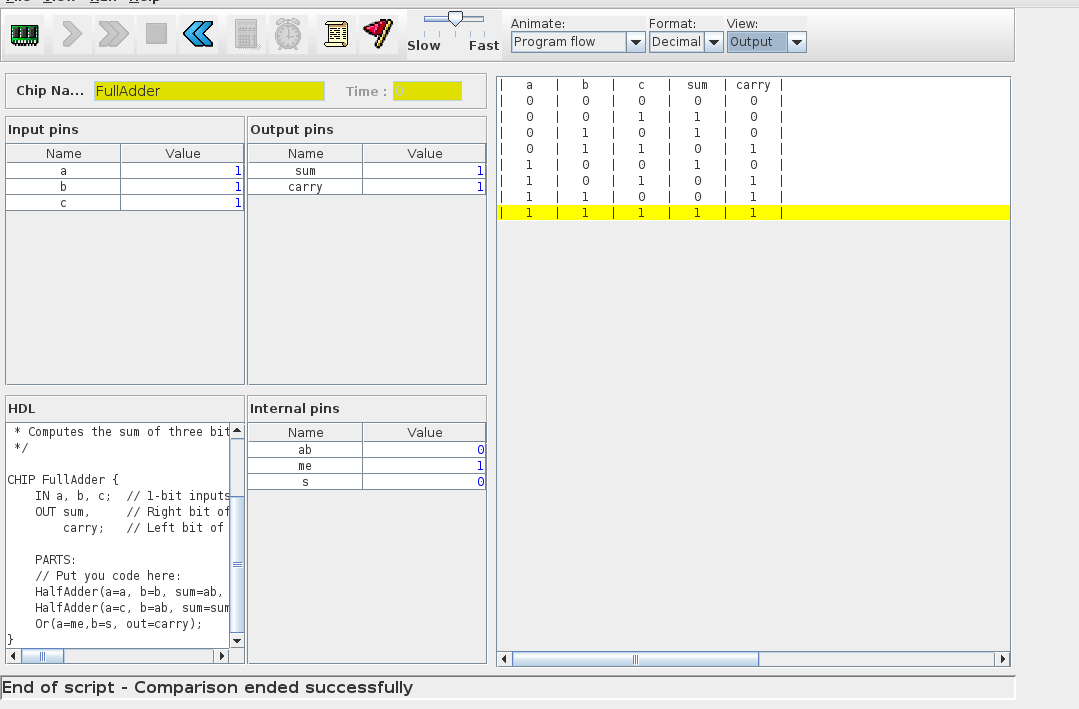 Slow Fast
Animate:
Program flow
Format:
Decimal
View:
Output
Chip Na... FullAdder Time : 0
Input pins
Name Value
a 1
b 1
c 1
Output pins
Name Value
sum 1
carry 1
HDL
* Computes the sum of three bit
*/
CHIP FullAdder {
IN a, b, c; // 1-bit inputs
OUT sum, // Right bit of
carry; // Left bit of
PARTS:
// Put you code here:
HalfAdder(a=a, b=b, sum=ab,
HalfAdder(a=c, b=ab, sum=sum
Or(a=me,b=s, out=carry);
}
Internal pins
Name Value
ab 0
me 1
s 0
| a | b | c | sum | carry |
| 0 | 0 | 0 | 0 | 0 |
| 0 | 0 | 1 | 1 | 0 |
| 0 | 1 | 0 | 1 | 0 |
| 0 | 1 | 1 | 0 | 1 |
| 1 | 0 | 0 | 1 | 0 |
| 1 | 0 | 1 | 0 | 1 |
| 1 | 1 | 0 | 0 | 1 |
| 1 | 1 | 1 | 1 | 1 |
End of script - Comparison ended successfully